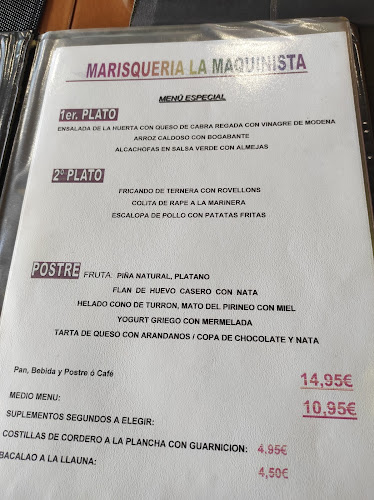 MARISQUERIA LA MAQUINISTA
MENÚ ESPECIAL
1er. PLATO
ENSALADA DE LA HUERTA CON QUESO DE CABRA REGADA CON VINAGRE DE MODENA
ARROZ CALDOSO CON BOGABANTE
ALCACHOFAS EN SALSA VERDE CON ALMEJAS
2º PLATO
FRICANDO DE TERNERA CON ROVELLONS
COLITA DE RAPE A LA MARINERA
ESCALOPA DE POLLO CON PATATAS FRITAS
POSTRE FRUTA: PIÑA NATURAL, PLATANO
FLAN DE HUEVO CASERO CON NATA
HELADO CONO DE TURRON, MATO DEL PIRINEO CON MIEL
YOGURT GRIEGO CON MERMELADA
TARTA DE QUESO CON ARANDANOS / COPA DE CHOCOLATE Y NATA
Pan, Bebida y Postre ó Café 14,95€
MEDIO MENU: 10,95€
SUPLEMENTOS SEGUNDOS A ELEGIR:
COSTILLAS DE CORDERO A LA PLANCHA CON GUARNICION: 4,95€
BACALAO A LA LLAUNA: 4,50€